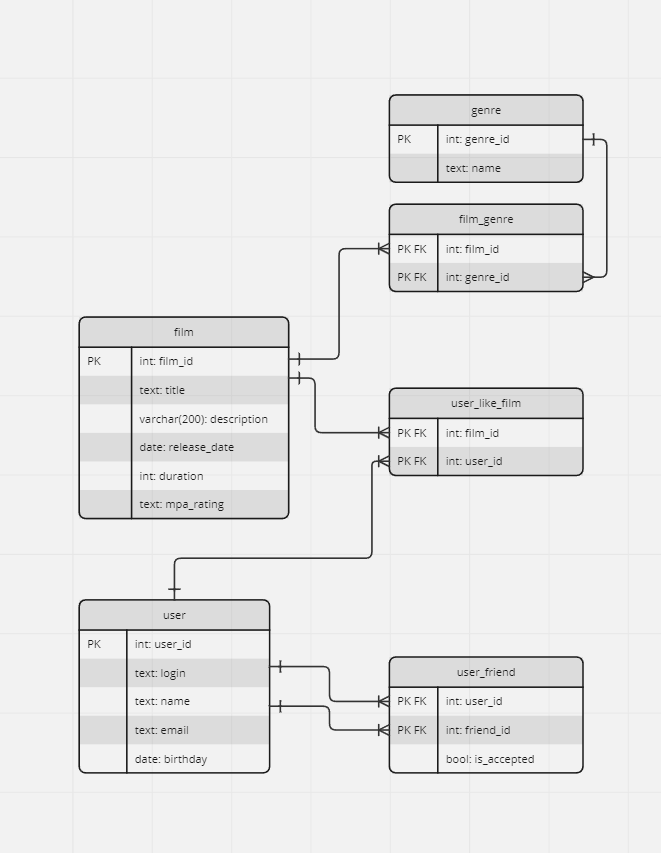 genre
PK int: genre_id
text: name
film_genre
PK FK int: film_id
PK FK int: genre_id
film
PK int: film_id
text: title
varchar(200): description
date: release_date
int: duration
text: mpa_rating
user_like_film
PK FK int: film_id
PK FK int: user_id
user
PK int: user_id
text: login
text: name
text: email
date: birthday
user_friend
PK FK int: user_id
PK FK int: friend_id
bool: is_accepted